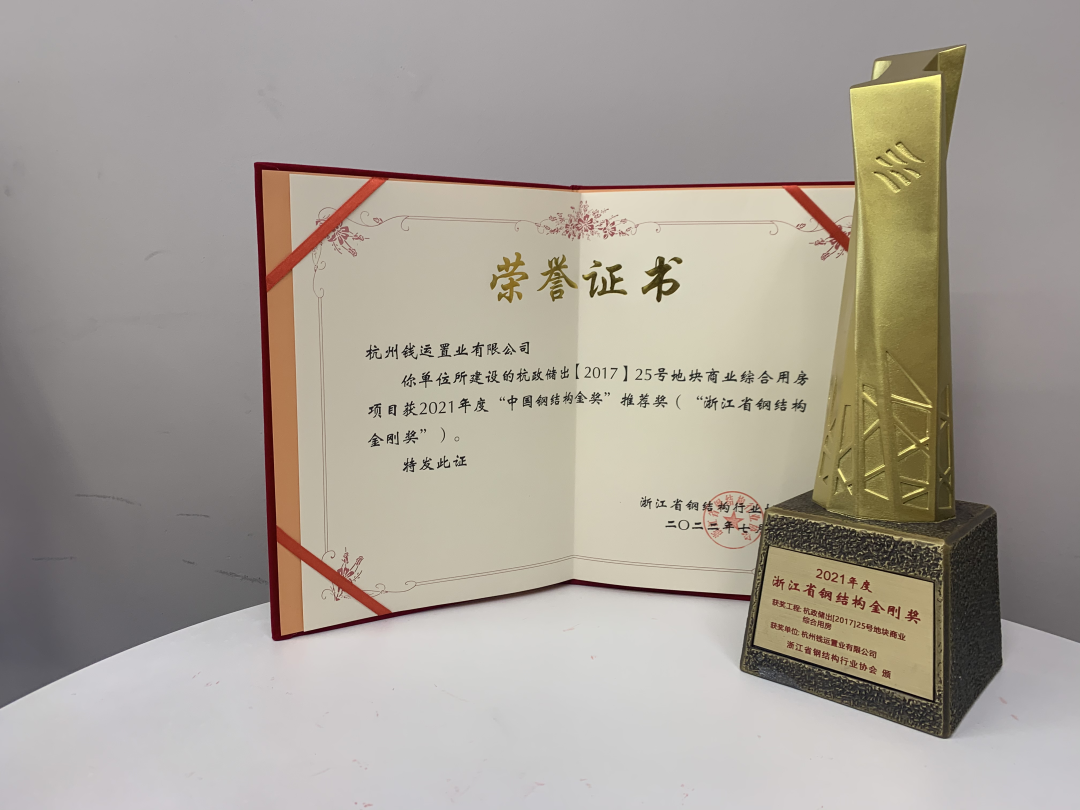 荣誉证书
杭州钱运置业有限公司
你单位所建设的杭政储出【2017】25号地块商业综合用房
项目获2021年度“中国钢结构金奖”推荐奖（“浙江省钢结构
金刚奖”）。
特发此证
浙江省钢结构行业
二〇二二年七
2021年度
浙江省钢结构金刚奖
获奖工程: 杭政储出[2017]25号地块商业
综合用房
获奖单位: 杭州钱运置业有限公司
浙江省钢结构行业协会 颁